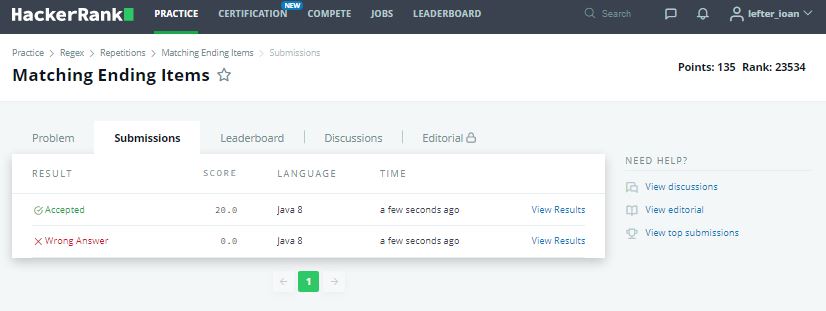 HackerRank PRACTICE CERTIFICATION NEW COMPETE JOBS LEADERBOARD Search lefter_ioan
Practice > Regex > Repetitions > Matching Ending Items > Submissions
Matching Ending Items
Points: 135 Rank: 23534
Problem Submissions Leaderboard Discussions Editorial
RESULT SCORE LANGUAGE TIME
Accepted 20.0 Java 8 a few seconds ago View Results
Wrong Answer 0.0 Java 8 a few seconds ago View Results
1
NEED HELP?
View discussions
View editorial
View top submissions